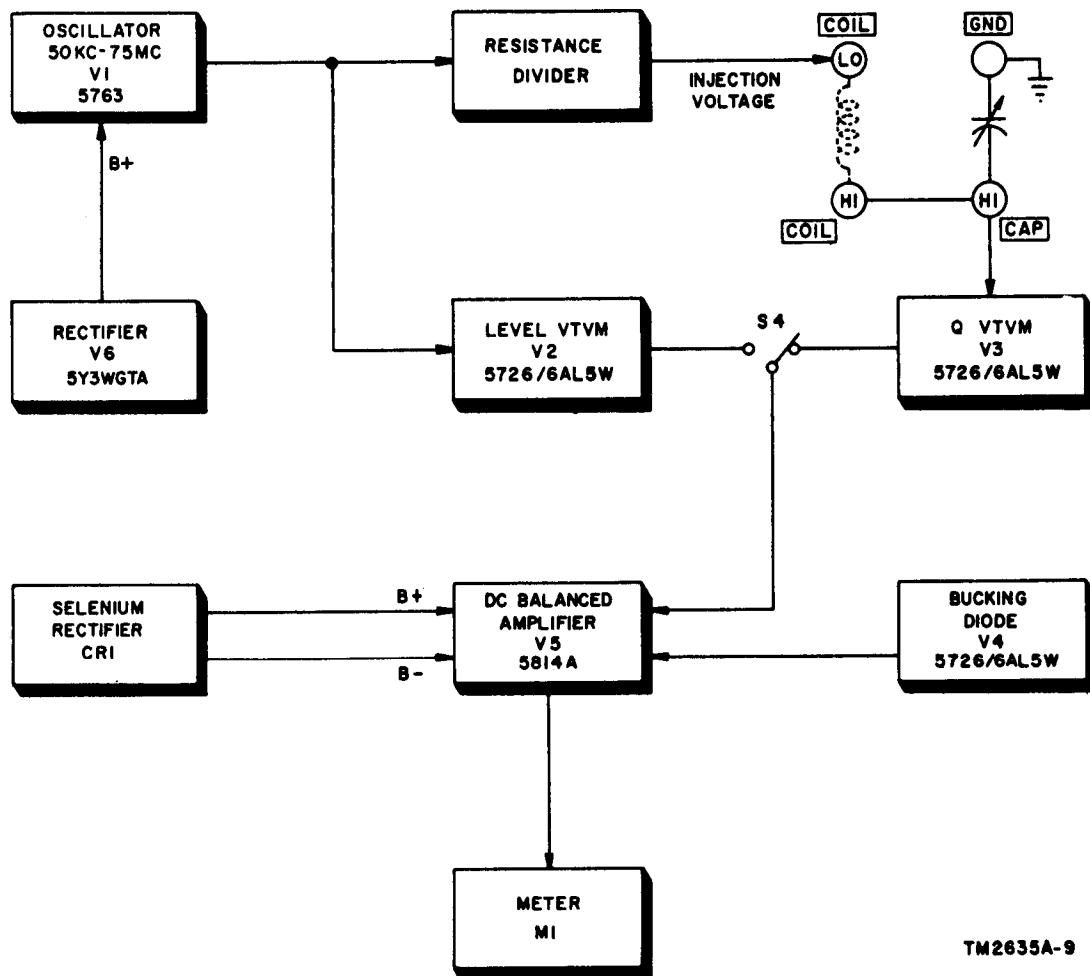 OSCILLATOR
50KC-75MC
V1
5763
RESISTANCE
DIVIDER
INJECTION
VOLTAGE
COIL
LO
GND
B+
HI
HI
COIL
CAP
RECTIFIER
V6
5Y3WGTA
LEVEL VTVM
V2
5726/6AL5W
S4
Q VTVM
V3
5726/6AL5W
SELENIUM
RECTIFIER
CR1
B+
B-
DC BALANCED
AMPLIFIER
V5
5814A
BUCKING
DIODE
V4
5726/6AL5W
METER
M1
TM2635A-9